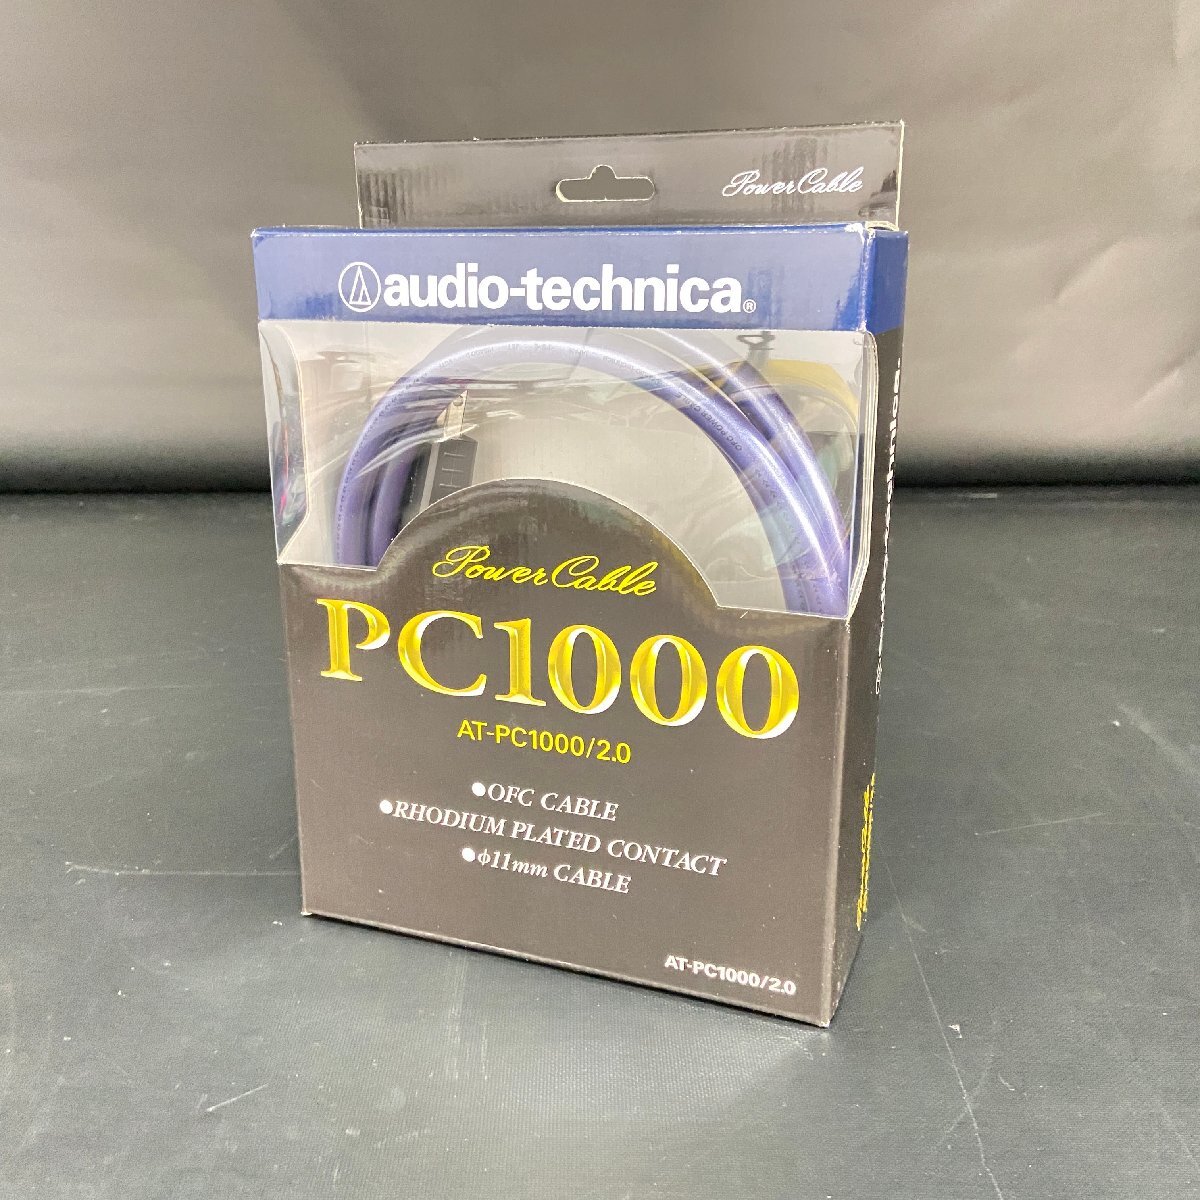 Power Cable
audio-technica®
Power Cable
PC1000
AT-PC1000/2.0
●OFC CABLE
●RHODIUM PLATED CONTACT
●φ11mm CABLE
AT-PC1000/2.0